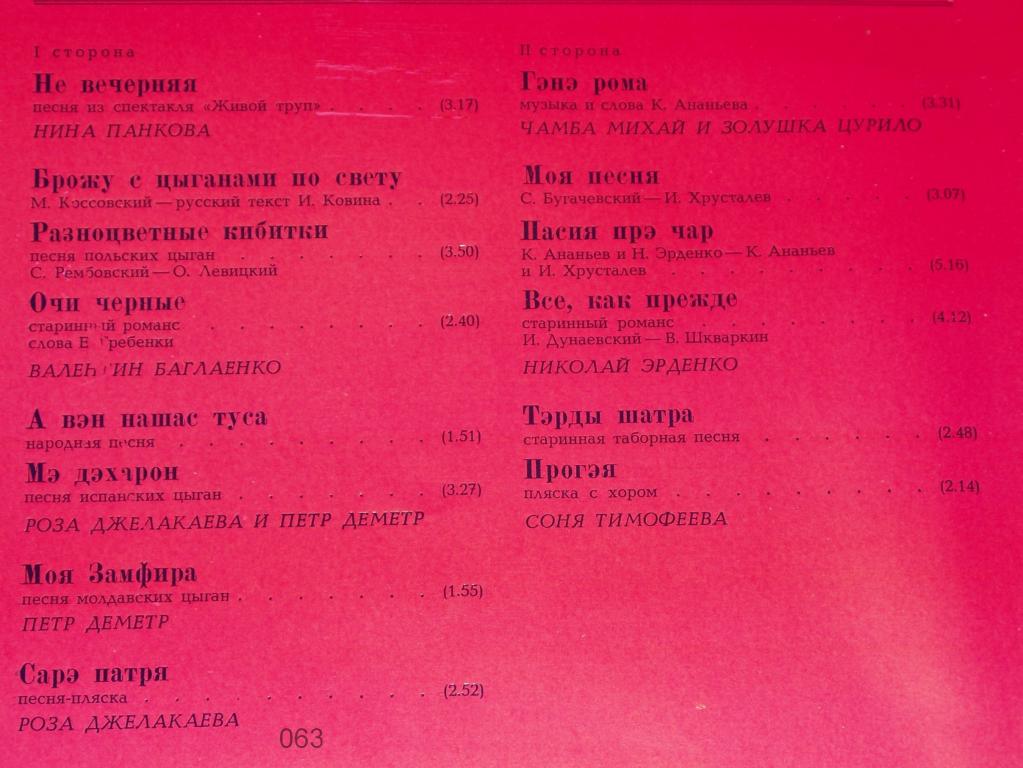 I сторона
Не вечерняя
песня из спектакля «Живой труп» . . . . (3.17)
НИНА ПАНКОВА
Брожу с цыганами по свету
М. Коссовский — русский текст И. Ковина . . (2.25)
Разноцветные кибитки
песня польских цыган . . . . . . . (3.50)
С. Рембовский — О. Левицкий
Очи черные
старинный романс . . . . . . . . (2.40)
слова Е Гребенки
ВАЛЕНТИН БАГЛАЕНКО
А вэн нашас туса
народная песня . . . . . . . . (1.51)
Мэ дэхарон
песня испанских цыган . . . . . . . (3.27)
РОЗА ДЖЕЛАКАЕВА И ПЕТР ДЕМЕТР
Моя Замфира
песня молдавских цыган . . . . . . . (1.55)
ПЕТР ДЕМЕТР
Сарэ патря
песня-пляска . . . . . . . . . . (2.52)
РОЗА ДЖЕЛАКАЕВА
063
II сторона
Гэнэ рома
музыка и слова К. Ананьева . . . . . . (3.31)
ЧАМБА МИХАЙ И ЗОЛУШКА ЦУРИЛО
Моя песня
С. Бугачевский — И. Хрусталев . . . . . (3.07)
Пасия прэ чар
К. Ананьев и Н. Эрденко — К. Ананьев
и И. Хрусталев . . . . . . . . . (5.16)
Все, как прежде
старинный романс . . . . . . . . (4.12)
И. Дунаевский — В. Шкваркин
НИКОЛАЙ ЭРДЕНКО
Тэрды шатра
старинная таборная песня . . . . . . (2.48)
Прогэя
пляска с хором . . . . . . . . . (2.14)
СОНЯ ТИМОФЕЕВА